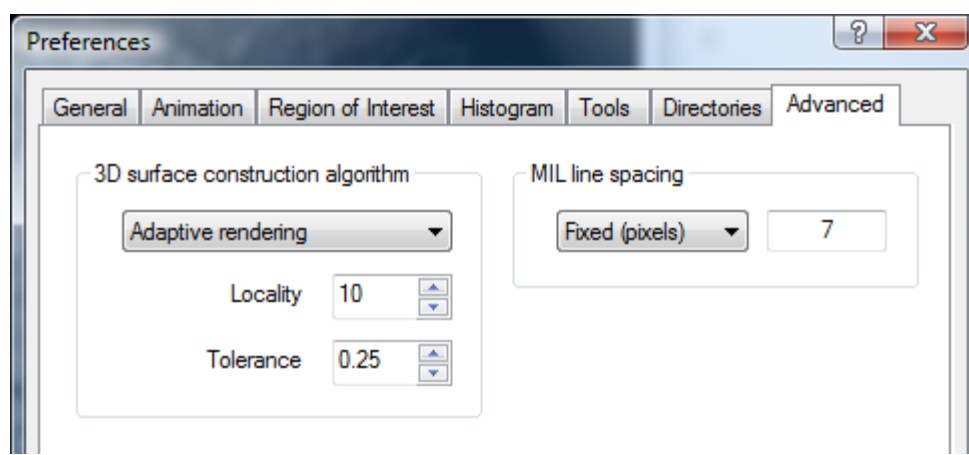 Preferences
General Animation Region of Interest Histogram Tools Directories Advanced
3D surface construction algorithm
Adaptive rendering
Locality 10
Tolerance 0.25
MIL line spacing
Fixed (pixels) 7